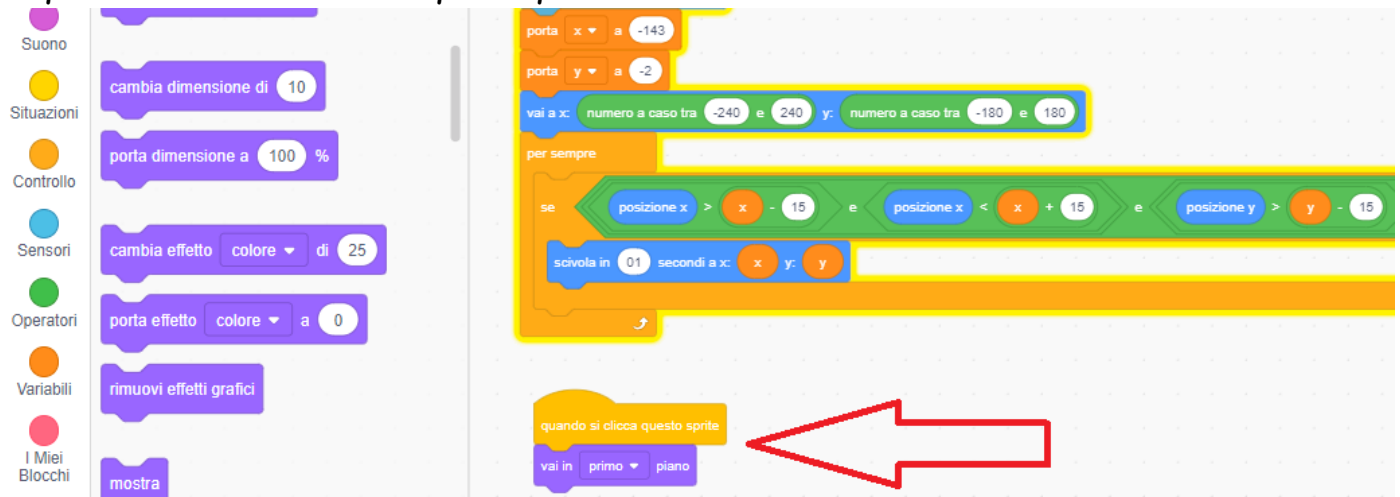 Suono
Situazioni
Controllo
Sensori
Operatori
Variabili
I Miei
Blocchi
cambia dimensione di 10
porta dimensione a 100 %
cambia effetto colore di 25
porta effetto colore a 0
rimuovi effetti grafici
mostra
porta x a -143
porta y a -2
vai a x: numero a caso tra -240 e 240 y: numero a caso tra -180 e 180
per sempre
se posizione x > x - 15 e posizione x < x + 15 e posizione y > y - 15
scivola in 01 secondi a x: x y: y
quando si clicca questo sprite
vai in primo piano